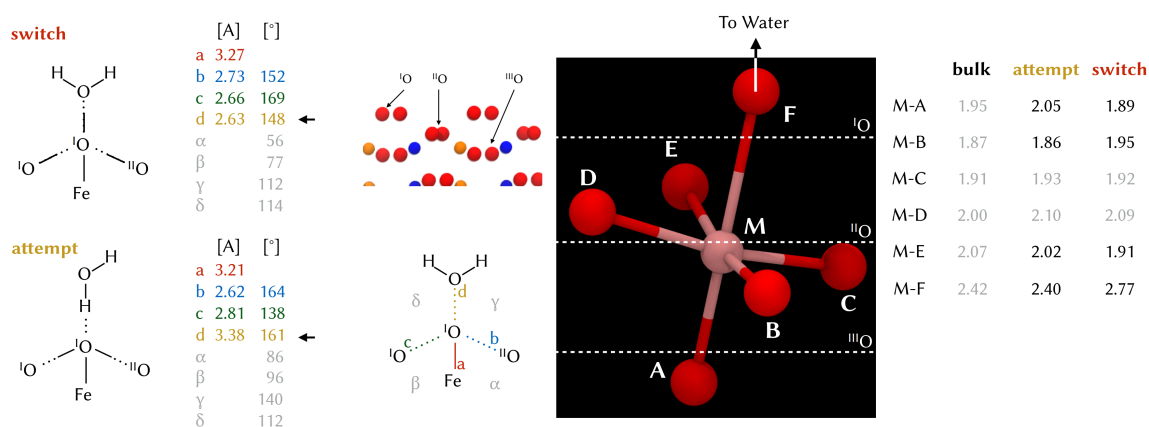 switch
[A] [°]
a 3.27
b 2.73 152
c 2.66 169
d 2.63 148
α 56
β 77
γ 112
δ 114
H H
O
ᴵO
ᴵO ᴵᴵO
Fe
attempt
[A] [°]
a 3.21
b 2.62 164
c 2.81 138
d 3.38 161
α 86
β 96
γ 140
δ 112
H
O
H
ᴵO
ᴵO ᴵᴵO
Fe
ᴵO ᴵᴵO ᴵᴵᴵO
H H
O
δ d γ
ᴵO
c b
ᴵO ᴵᴵO
a
Fe
β α
To Water
F
ᴵO
E
D
M
ᴵᴵO
C
B
ᴵᴵᴵO
A
bulk attempt switch
M-A 1.95 2.05 1.89
M-B 1.87 1.86 1.95
M-C 1.91 1.93 1.92
M-D 2.00 2.10 2.09
M-E 2.07 2.02 1.91
M-F 2.42 2.40 2.77